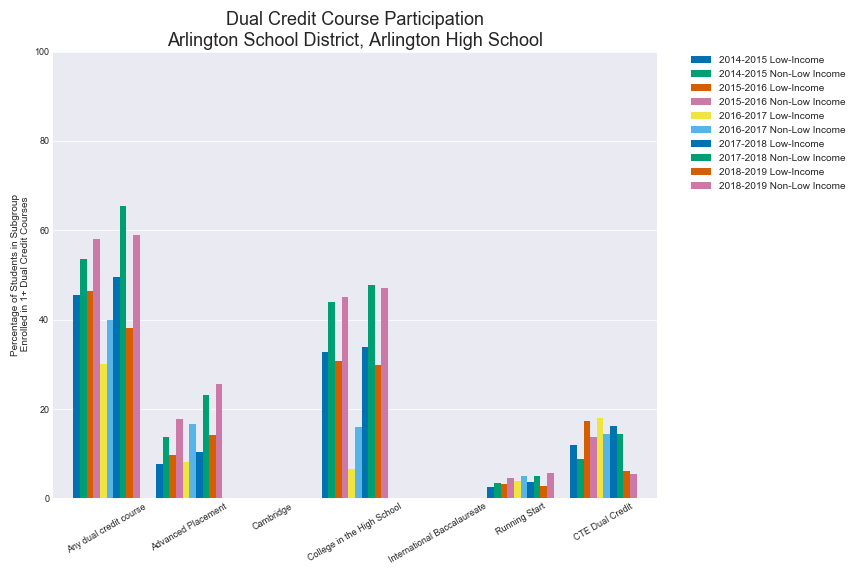 Dual Credit Course Participation
Arlington School District, Arlington High School
Percentage of Students in Subgroup
Enrolled in 1+ Dual Credit Courses
100
80
60
40
20
0
Any dual credit course
Advanced Placement
Cambridge
College in the High School
International Baccalaureate
Running Start
CTE Dual Credit
2014-2015 Low-Income
2014-2015 Non-Low Income
2015-2016 Low-Income
2015-2016 Non-Low Income
2016-2017 Low-Income
2016-2017 Non-Low Income
2017-2018 Low-Income
2017-2018 Non-Low Income
2018-2019 Low-Income
2018-2019 Non-Low Income